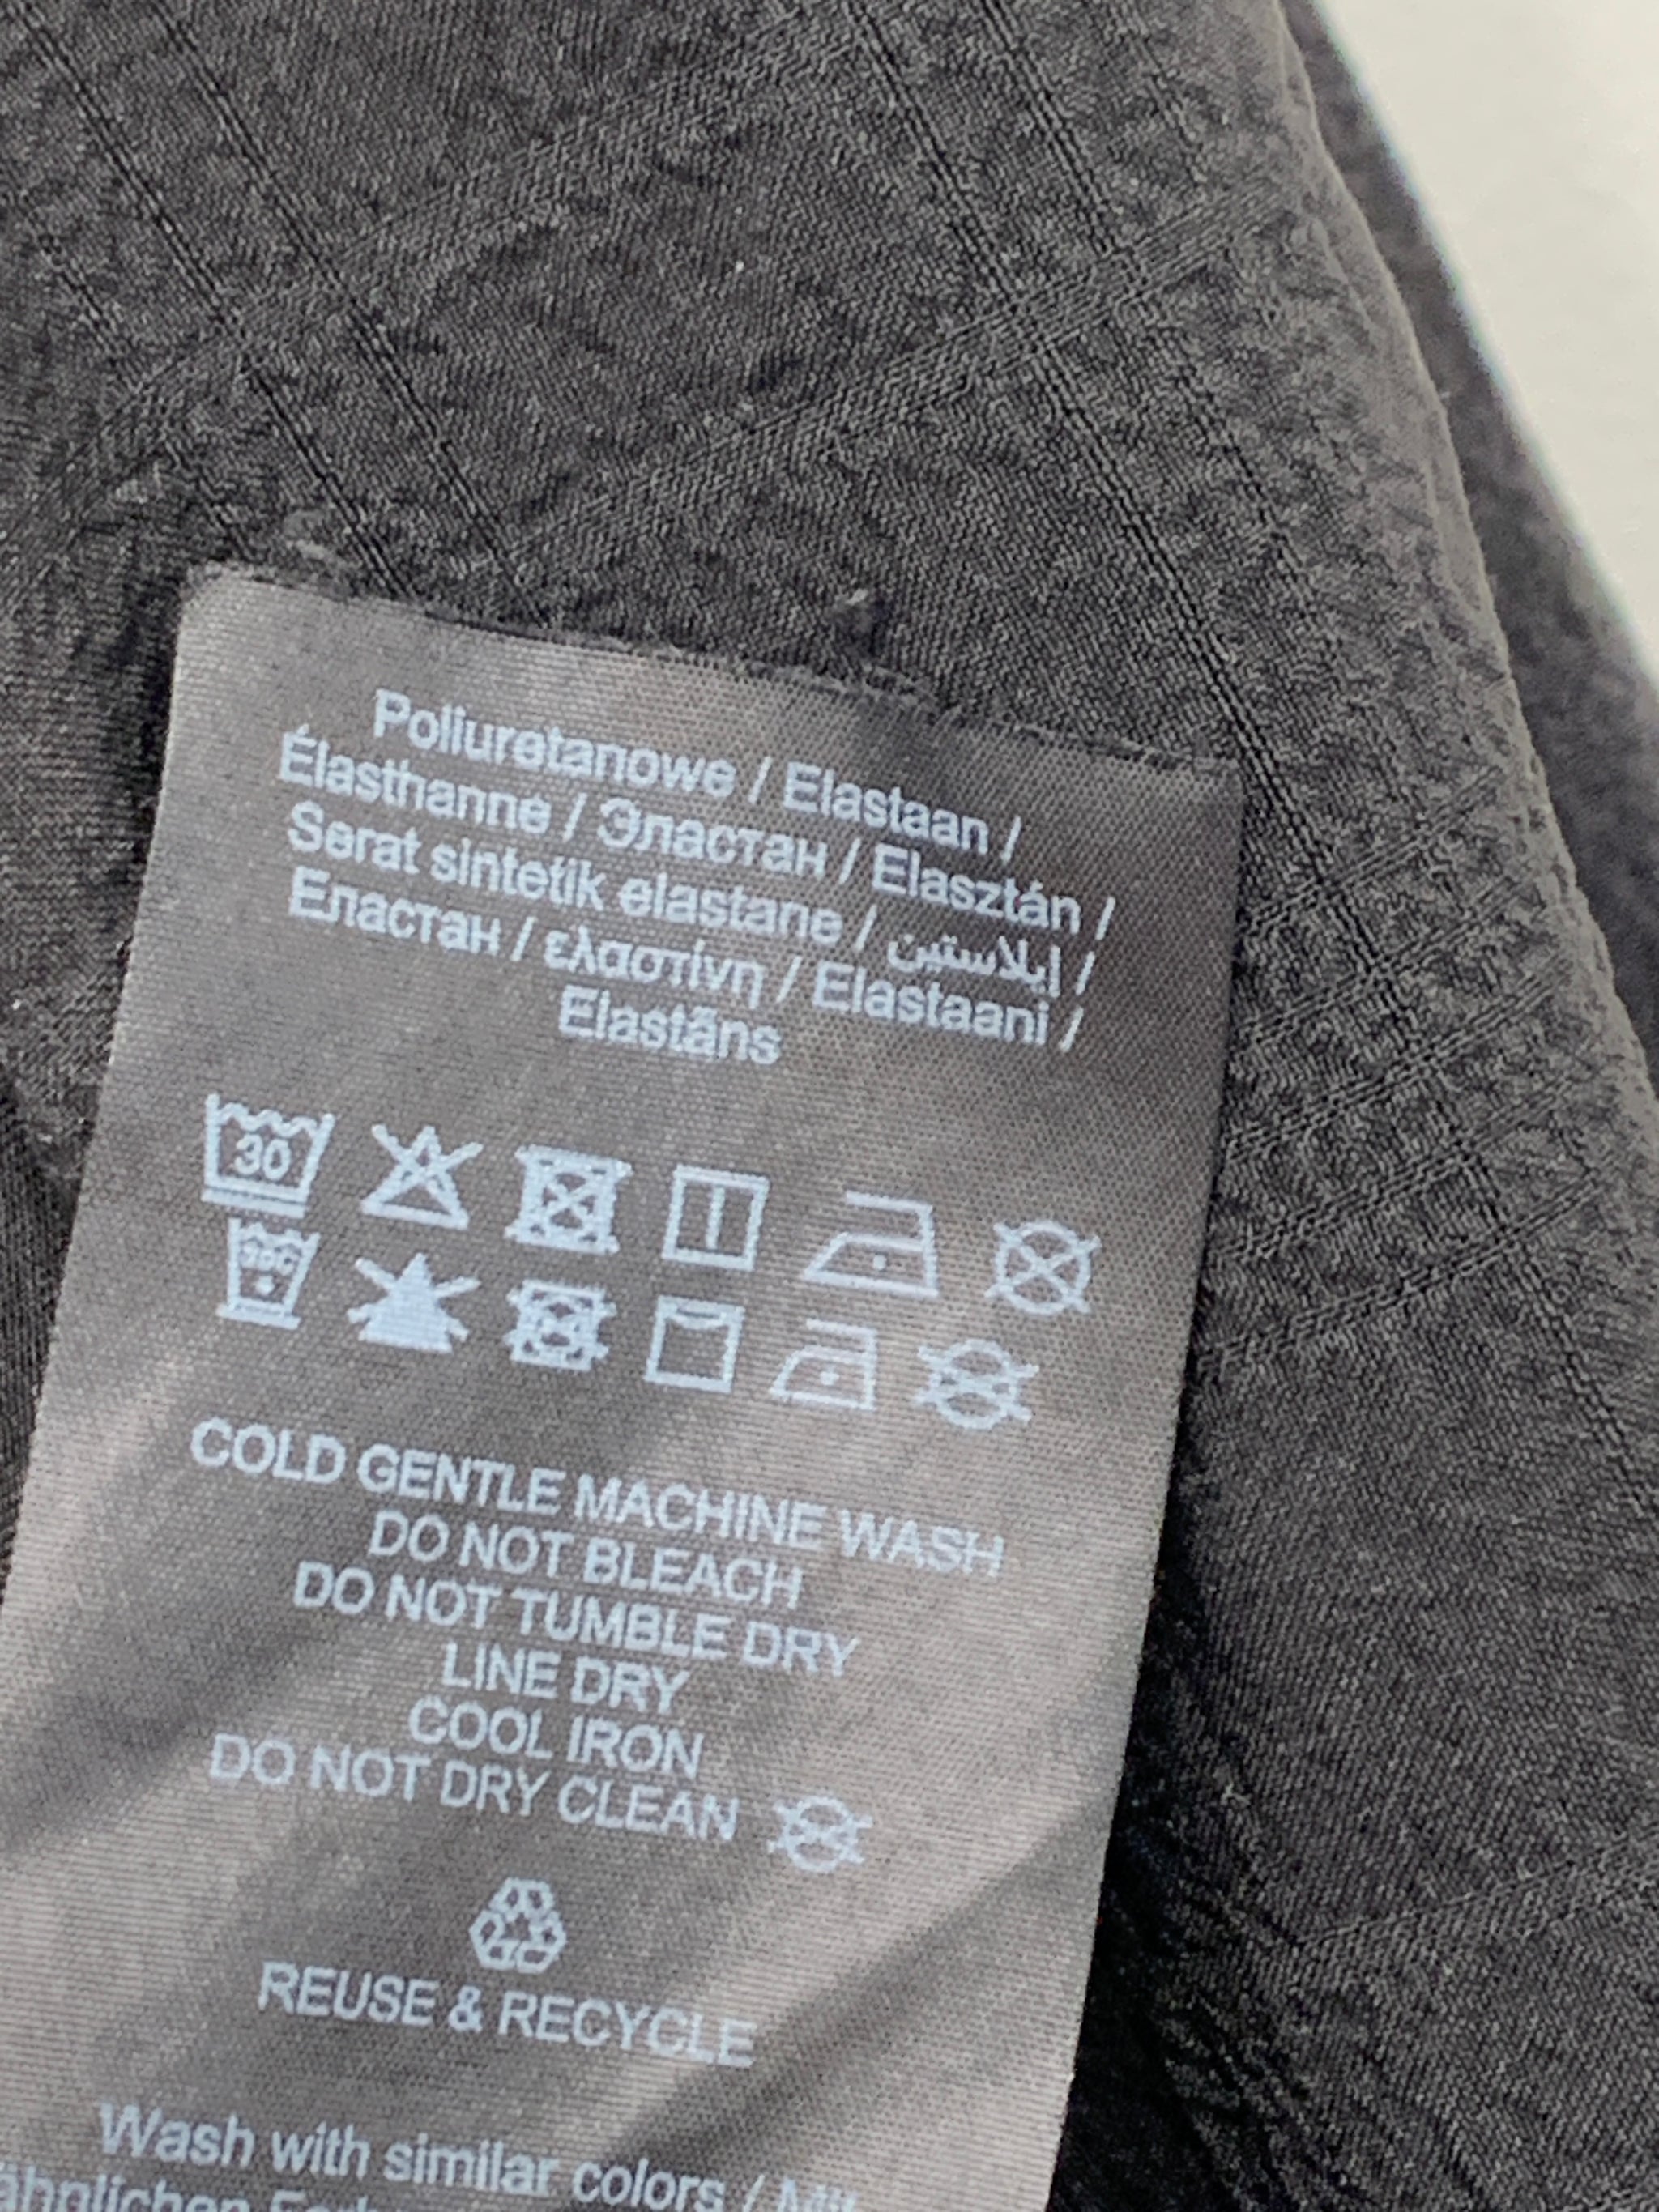 Poliuretanowe / Elastaan /
Élasthanne / Эластан / Elasztán /
Serat sintetik elastane / إيلاستين /
Еластан / ελαστίνη / Elastaani /
Elastāns
30
30C
COLD GENTLE MACHINE WASH
DO NOT BLEACH
DO NOT TUMBLE DRY
LINE DRY
COOL IRON
DO NOT DRY CLEAN
REUSE & RECYCLE
Wash with similar colors / Mit